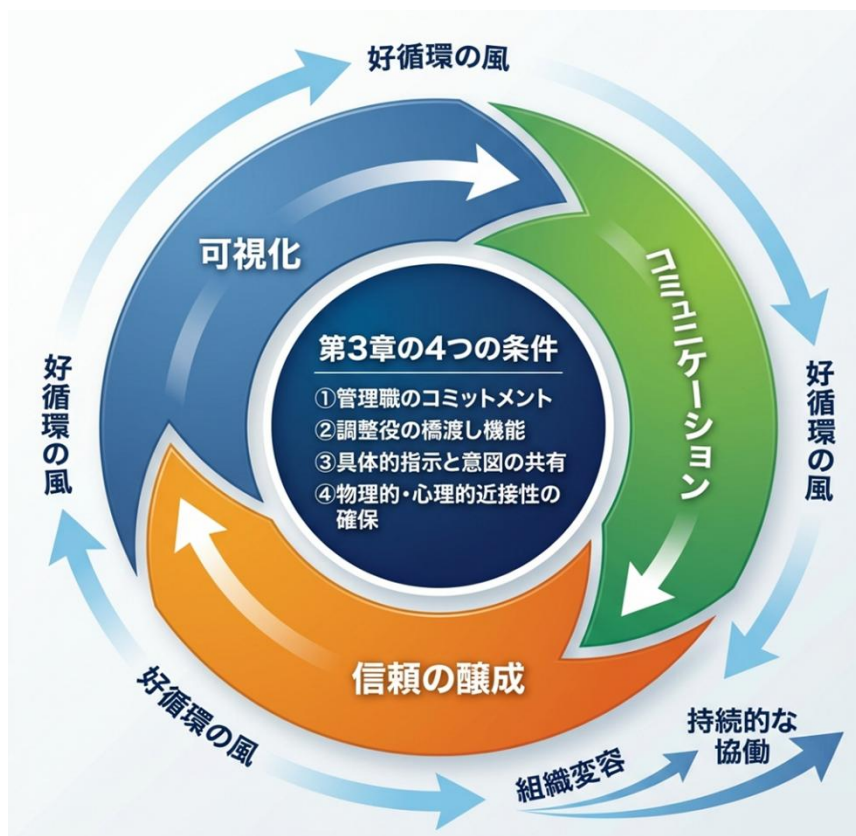 好循環の風
可視化
コミュニケーション
第3章の4つの条件
①管理職のコミットメント
②調整役の橋渡し機能
③具体的指示と意図の共有
④物理的・心理的近接性の
確保
好循環の風
好循環の風
信頼の醸成
好循環の風
持続的な
協働
組織変容